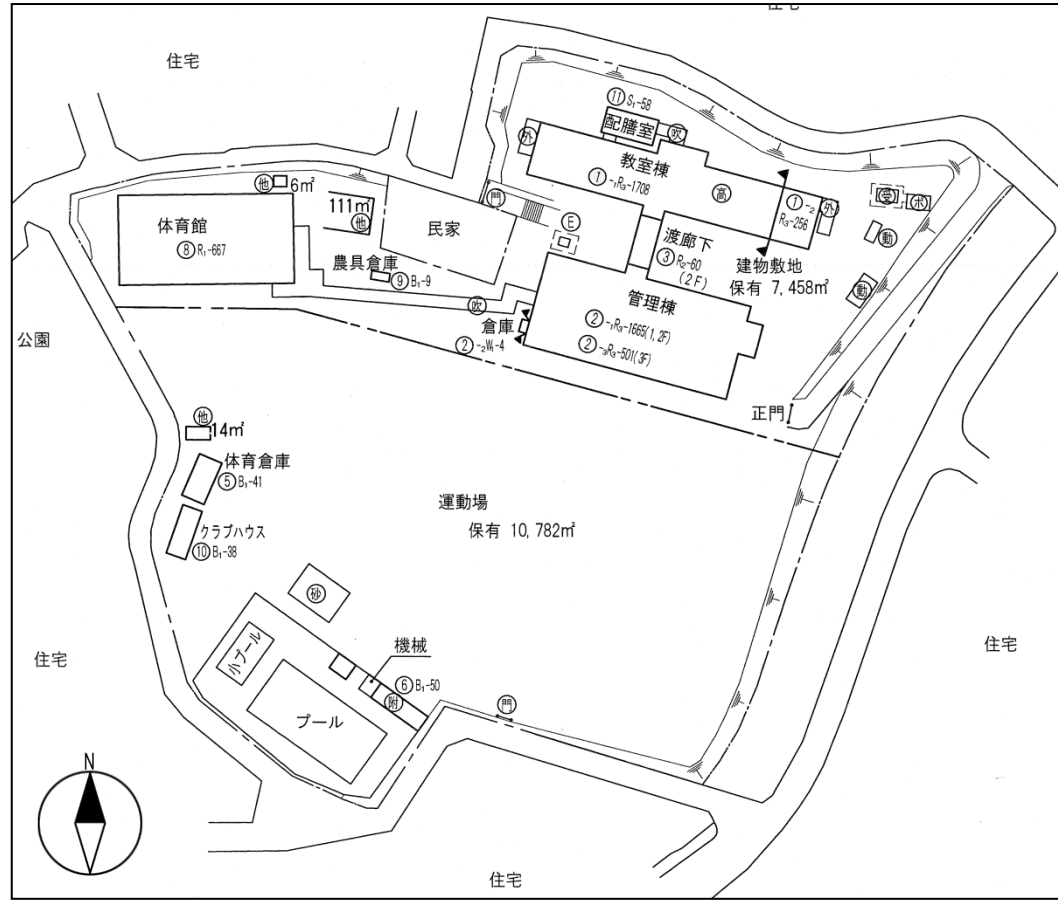 住宅
住宅
⑪ S₁-58
配膳室
外
吹
教室棟
①-₁R₃-1708
高
①-₂
R₃-256
外
受
ポ
動
動
他
6㎡
111㎡
他
体育館
⑧ R₁-667
民家
門
E
渡廊下
③ R₂-60
(2F)
建物敷地
保有 7,458㎡
農具倉庫
⑨ B₁-9
吹
倉庫
②-₂W₁-4
管理棟
②-₁R₃-1665(1,2F)
②-₃R₃-501(3F)
公園
正門
他
14㎡
体育倉庫
⑤ B₁-41
クラブハウス
⑩ B₁-38
運動場
保有 10,782㎡
砂
小プール
機械
⑥ B₁-50
附
プール
門
住宅
住宅
N
住宅